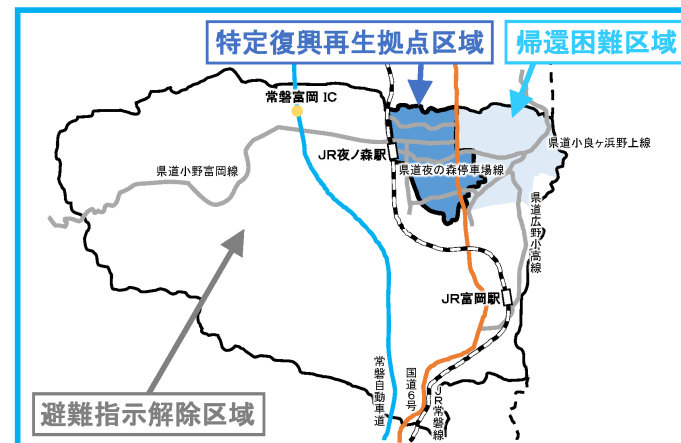 特定復興再生拠点区域
帰還困難区域
常磐富岡 IC
県道小良ヶ浜野上線
JR夜ノ森駅
県道小野富岡線
県道夜の森停車場線
県道広野小高線
JR富岡駅
避難指示解除区域
常磐自動車道
国道6号
JR常磐線